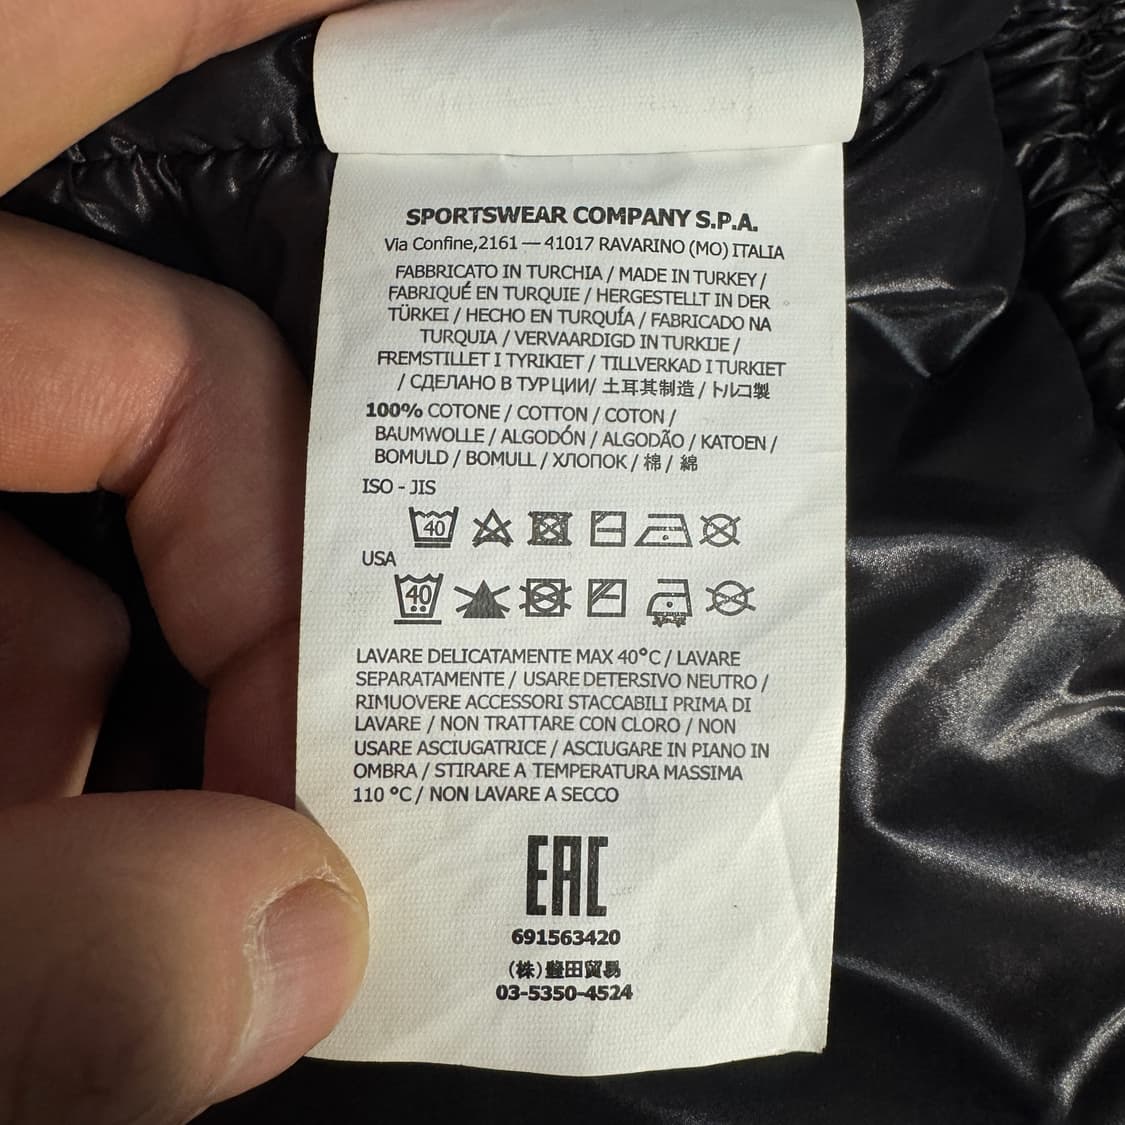 SPORTSWEAR COMPANY S.P.A.
Via Confine,2161 — 41017 RAVARINO (MO) ITALIA
FABBRICATO IN TURCHIA / MADE IN TURKEY /
FABRIQUÉ EN TURQUIE / HERGESTELLT IN DER
TÜRKEI / HECHO EN TURQUÍA / FABRICADO NA
TURQUIA / VERVAARDIGD IN TURKIJE /
FREMSTILLET I TYRIKIET / TILLVERKAD I TURKIET
/ СДЕЛАНО В ТУРЦИИ/ 土耳其制造 / トルコ製
100% COTONE / COTTON / COTON /
BAUMWOLLE / ALGODÓN / ALGODÃO / KATOEN /
BOMULD / BOMULL / ХЛОПОК / 棉 / 綿
ISO - JIS
40
USA
40
LAVARE DELICATAMENTE MAX 40°C / LAVARE
SEPARATAMENTE / USARE DETERSIVO NEUTRO /
RIMUOVERE ACCESSORI STACCABILI PRIMA DI
LAVARE / NON TRATTARE CON CLORO / NON
USARE ASCIUGATRICE / ASCIUGARE IN PIANO IN
OMBRA / STIRARE A TEMPERATURA MASSIMA
110 °C / NON LAVARE A SECCO
EAC
691563420
(株)豊田貿易
03-5350-4524